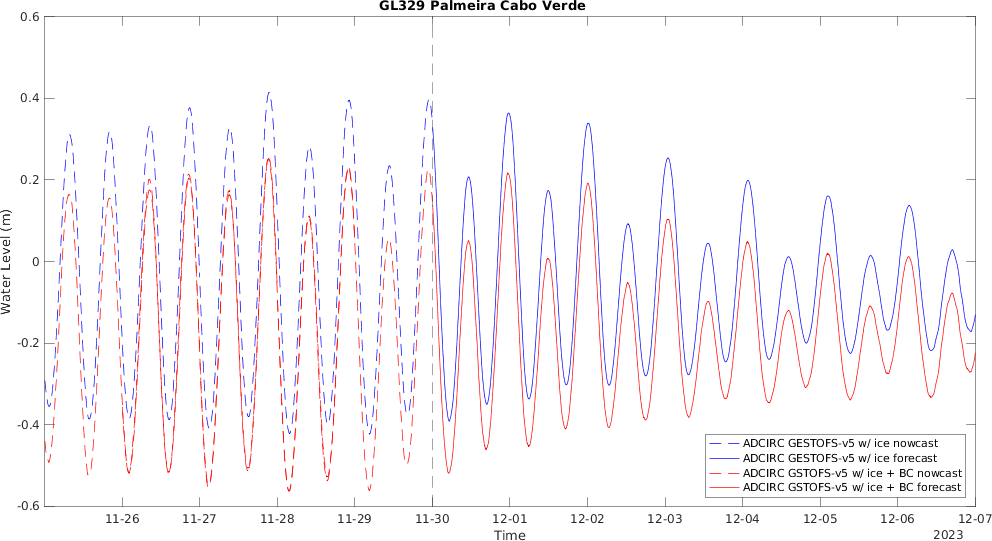 GL329 Palmeira Cabo Verde
Water Level (m)
0.6
0.4
0.2
0
-0.2
-0.4
-0.6
11-26
11-27
11-28
11-29
11-30
12-01
12-02
12-03
12-04
12-05
12-06
12-07
Time
2023
ADCIRC GESTOFS-v5 w/ ice nowcast
ADCIRC GESTOFS-v5 w/ ice forecast
ADCIRC GSTOFS-v5 w/ ice + BC nowcast
ADCIRC GSTOFS-v5 w/ ice + BC forecast